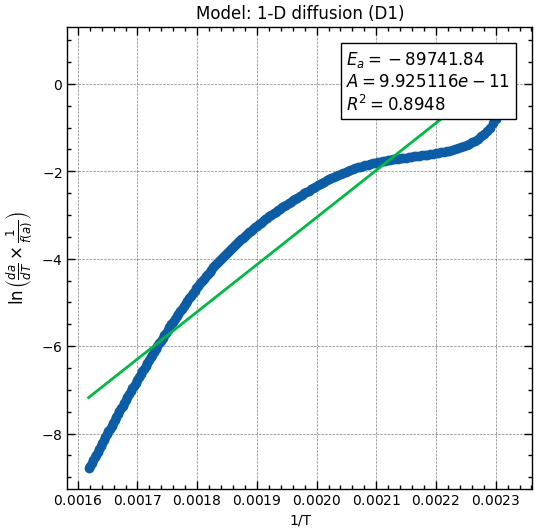 Model: 1-D diffusion (D1)
E_a = −89741.84
A = 9.925116e − 11
R² = 0.8948
0
−2
−4
−6
−8
ln(da/dT × 1/f(a))
0.0016 0.0017 0.0018 0.0019 0.0020 0.0021 0.0022 0.0023
1/T